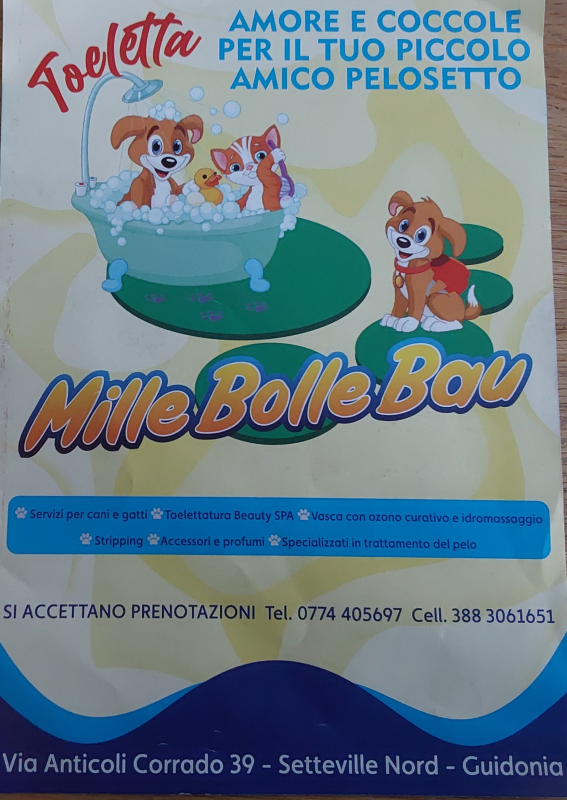 Toeletta
AMORE E COCCOLE
PER IL TUO PICCOLO
AMICO PELOSETTO
Mille Bolle Bau
Servizi per cani e gatti Toelettatura Beauty SPA Vasca con ozono curativo e idromassaggio
Stripping Accessori e profumi Specializzati in trattamento del pelo
SI ACCETTANO PRENOTAZIONI Tel. 0774 405697 Cell. 388 3061651
Via Anticoli Corrado 39 - Setteville Nord - Guidonia